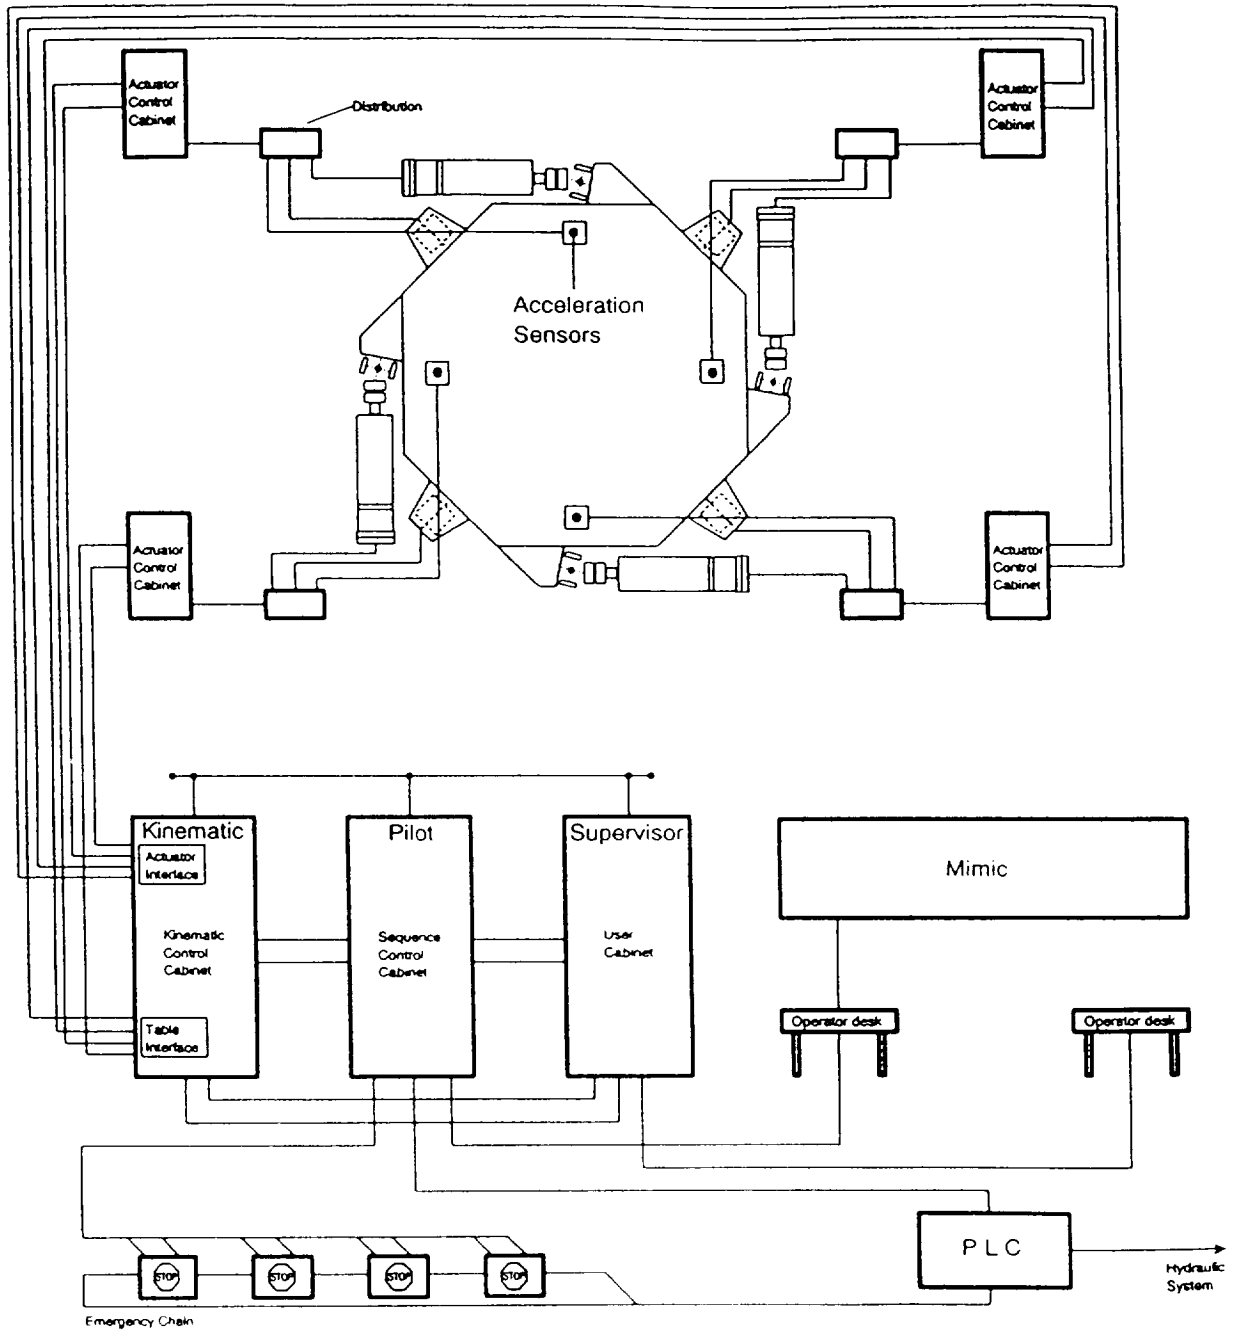 Actuator
Control
Cabinet
Distribution
Actuator
Control
Cabinet
Acceleration
Sensors
Actuator
Control
Cabinet
Actuator
Control
Cabinet
Kinematic
Pilot
Supervisor
Actuator
Interface
Mimic
Kinematic
Control
Cabinet
Sequence
Control
Cabinet
User
Cabinet
Table
Interface
Operator desk
Operator desk
PLC
STOP
STOP
STOP
STOP
Hydraulic
System
Emergency Chain